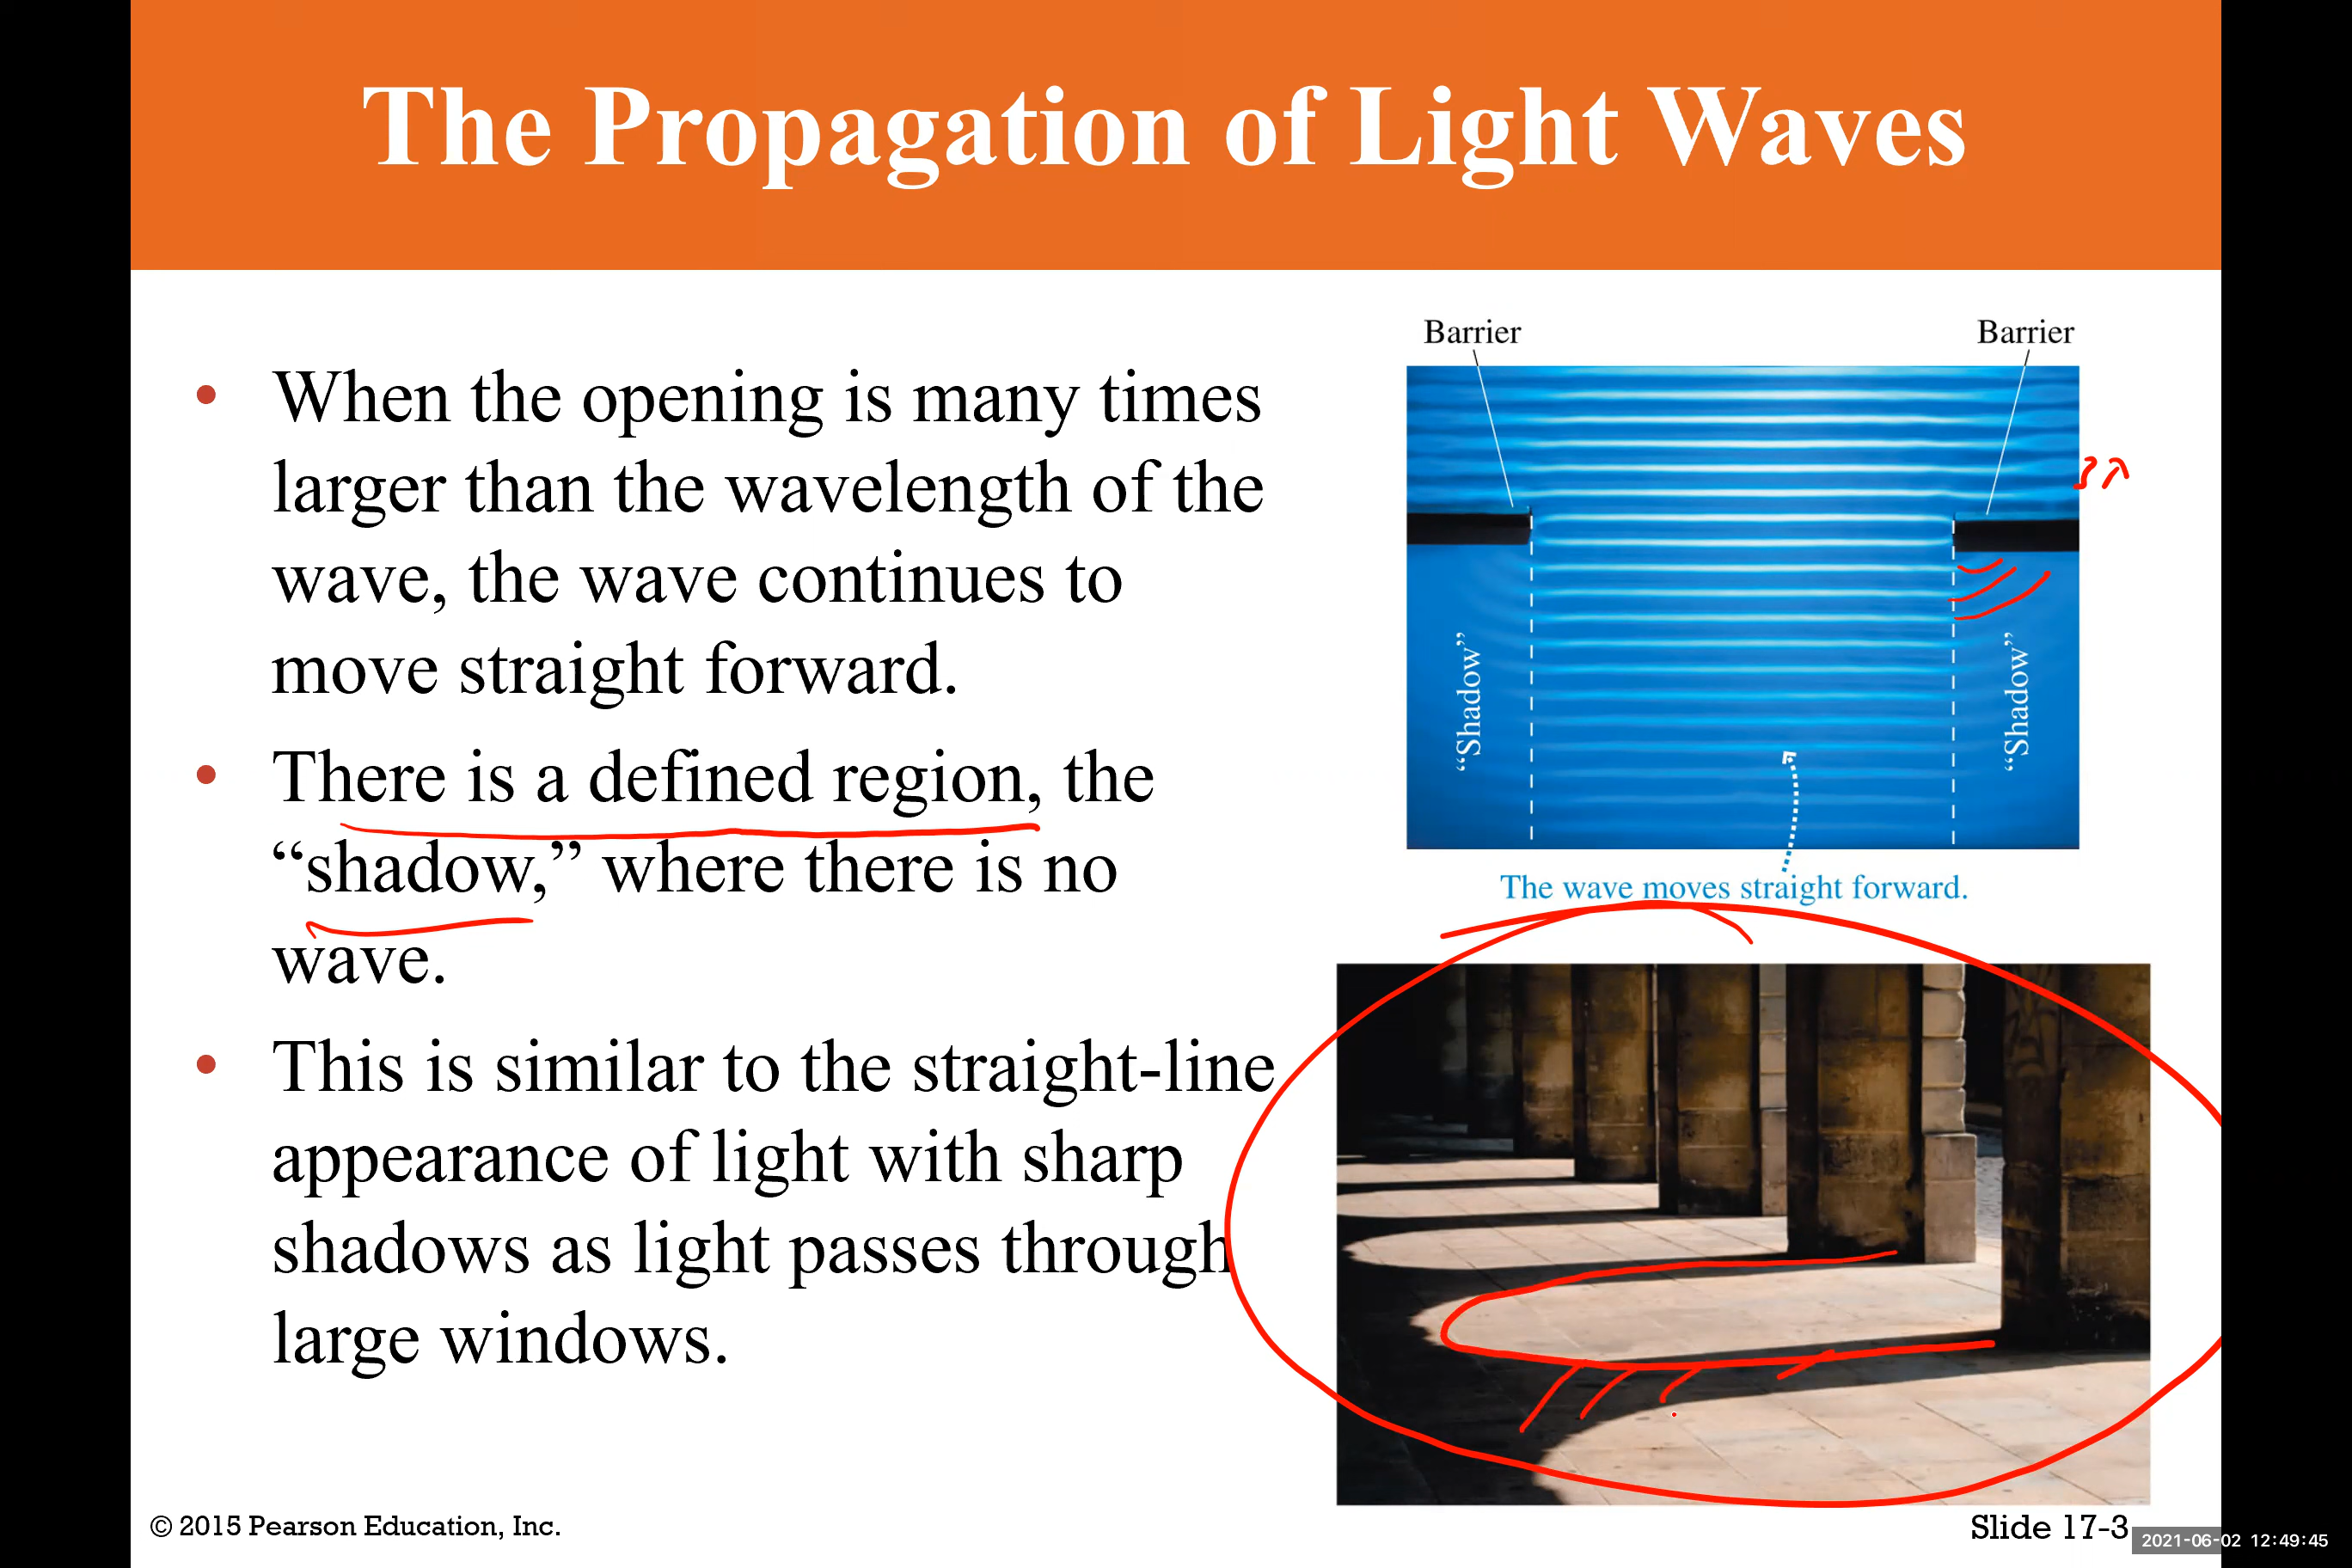 The Propagation of Light Waves
• When the opening is many times
larger than the wavelength of the
wave, the wave continues to
move straight forward.
• There is a defined region, the
“shadow,” where there is no
wave.
• This is similar to the straight-line
appearance of light with sharp
shadows as light passes through
large windows.
Barrier
Barrier
“Shadow”
“Shadow”
The wave moves straight forward.
© 2015 Pearson Education, Inc.
Slide 17-3
2021-06-02 12:49:45